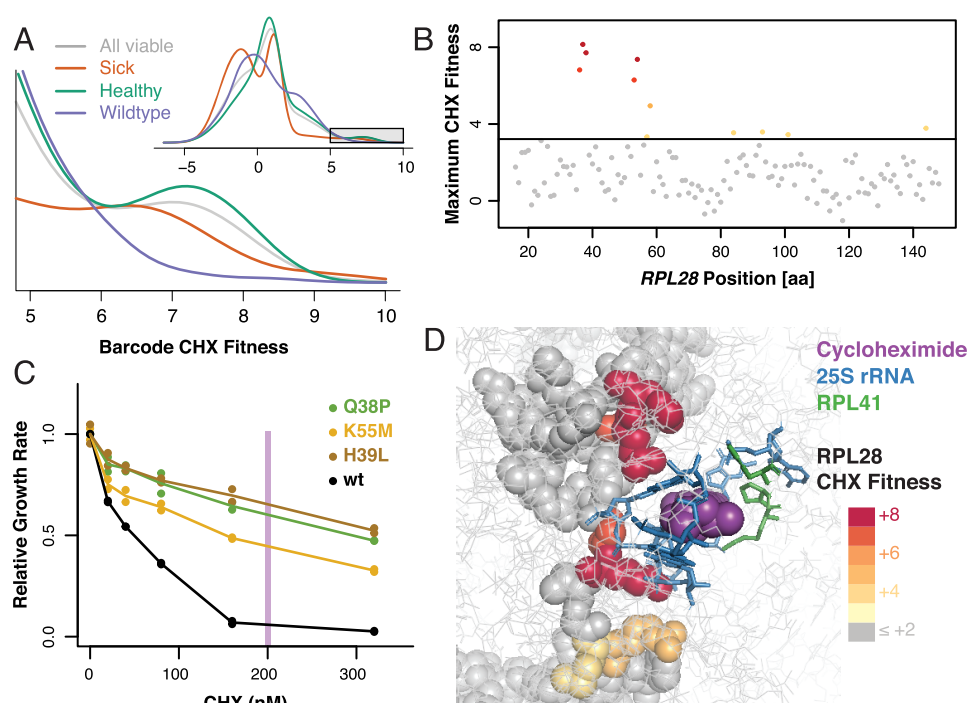 A
All viable
Sick
Healthy
Wildtype
−5
0
5
10
5
6
7
8
9
10
Barcode CHX Fitness
B
Maximum CHX Fitness
8
4
0
20
40
60
80
100
120
140
RPL28 Position [aa]
C
Relative Growth Rate
1.0
0.5
0.0
Q38P
K55M
H39L
wt
0
100
200
300
CHX (nM)
D
Cycloheximide
25S rRNA
RPL41
RPL28
CHX Fitness
+8
+6
+4
≤ +2